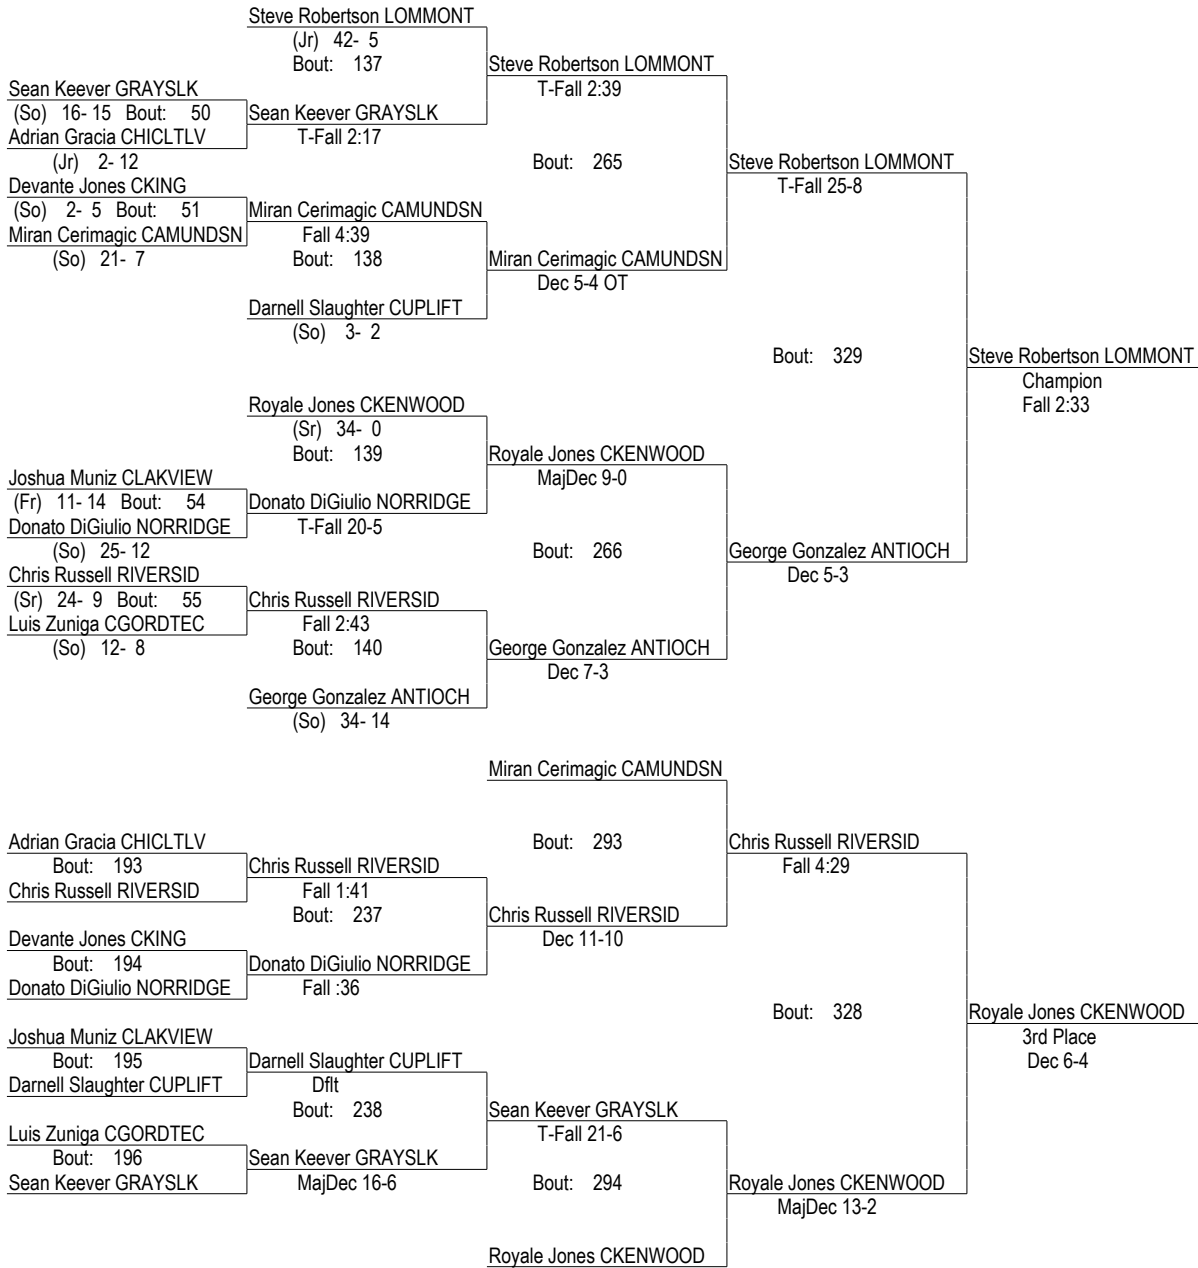 Steve Robertson LOMMONT
(Jr) 42- 5
Bout: 137
Steve Robertson LOMMONT
Sean Keever GRAYSLK
T-Fall 2:39
(So) 16- 15 Bout: 50
Sean Keever GRAYSLK
Adrian Gracia CHICLTLV
T-Fall 2:17
(Jr) 2- 12
Bout: 265
Steve Robertson LOMMONT
Devante Jones CKING
T-Fall 25-8
(So) 2- 5 Bout: 51
Miran Cerimagic CAMUNDSN
Miran Cerimagic CAMUNDSN
Fall 4:39
(So) 21- 7
Bout: 138
Miran Cerimagic CAMUNDSN
Dec 5-4 OT
Darnell Slaughter CUPLIFT
(So) 3- 2
Bout: 329
Steve Robertson LOMMONT
Champion
Fall 2:33
Royale Jones CKENWOOD
(Sr) 34- 0
Bout: 139
Royale Jones CKENWOOD
Joshua Muniz CLAKVIEW
MajDec 9-0
(Fr) 11- 14 Bout: 54
Donato DiGiulio NORRIDGE
Donato DiGiulio NORRIDGE
T-Fall 20-5
(So) 25- 12
Bout: 266
George Gonzalez ANTIOCH
Chris Russell RIVERSID
Dec 5-3
(Sr) 24- 9 Bout: 55
Chris Russell RIVERSID
Luis Zuniga CGORDTEC
Fall 2:43
(So) 12- 8
Bout: 140
George Gonzalez ANTIOCH
Dec 7-3
George Gonzalez ANTIOCH
(So) 34- 14
Miran Cerimagic CAMUNDSN
Adrian Gracia CHICLTLV
Bout: 293
Chris Russell RIVERSID
Bout: 193
Chris Russell RIVERSID
Fall 4:29
Chris Russell RIVERSID
Fall 1:41
Bout: 237
Chris Russell RIVERSID
Devante Jones CKING
Dec 11-10
Bout: 194
Donato DiGiulio NORRIDGE
Donato DiGiulio NORRIDGE
Fall :36
Bout: 328
Royale Jones CKENWOOD
Joshua Muniz CLAKVIEW
3rd Place
Bout: 195
Darnell Slaughter CUPLIFT
Dec 6-4
Darnell Slaughter CUPLIFT
Dflt
Bout: 238
Sean Keever GRAYSLK
Luis Zuniga CGORDTEC
T-Fall 21-6
Bout: 196
Sean Keever GRAYSLK
Sean Keever GRAYSLK
MajDec 16-6
Bout: 294
Royale Jones CKENWOOD
MajDec 13-2
Royale Jones CKENWOOD